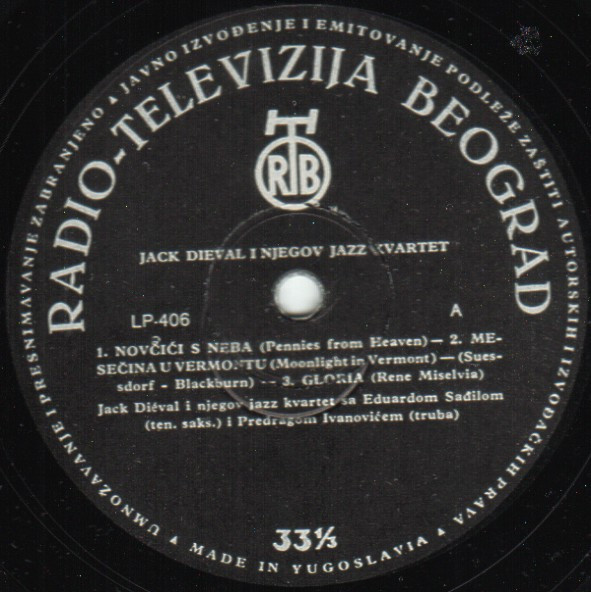 UMNOŽAVANJE I PRESNIMAVANJE ZABRANJENO ▲ JAVNO IZVOĐENJE I EMITOVANJE PODLEŽE ZAŠTITI AUTORSKIH I IZVOĐAČKIH PRAVA ▲
RADIO-TELEVIZIJA BEOGRAD
RTB
JACK DIEVAL I NJEGOV JAZZ KVARTET
LP-406
A
1. NOVČIĆI S NEBA (Pennies from Heaven) — 2. ME-
SEČINA U VERMONTU (Moonlight in Vermont) — (Sues-
sdorf - Blackburn) — 3. GLORIA (Rene Miselvia)
Jack Diéval i njegov jazz kvartet sa Eduardom Sađilom
(ten. saks.) i Predragom Ivanovićem (truba)
33⅓
MADE IN YUGOSLAVIA ▲